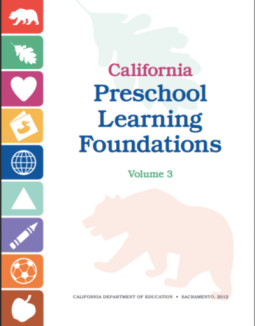 California
Preschool
Learning
Foundations
Volume 3
CALIFORNIA DEPARTMENT OF EDUCATION • SACRAMENTO, 2013